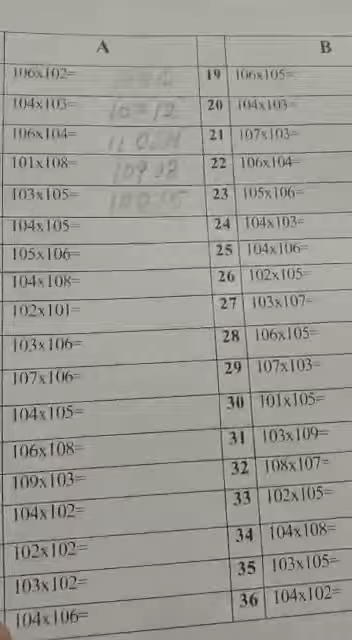 A B
106x102= 19 106x105=
104x103= 10712 20 104x103=
106x104= 11024 21 107x103=
101x108= 10908 22 106x104=
103x105= 10815 23 105x106=
104x105= 24 104x103=
105x106= 25 104x106=
104x108= 26 102x105=
102x101= 27 103x107=
103x106= 28 106x105=
107x106= 29 107x103=
104x105= 30 101x105=
106x108= 31 103x109=
109x103= 32 108x107=
104x102= 33 102x105=
102x102= 34 104x108=
103x102= 35 103x105=
104x106= 36 104x102=